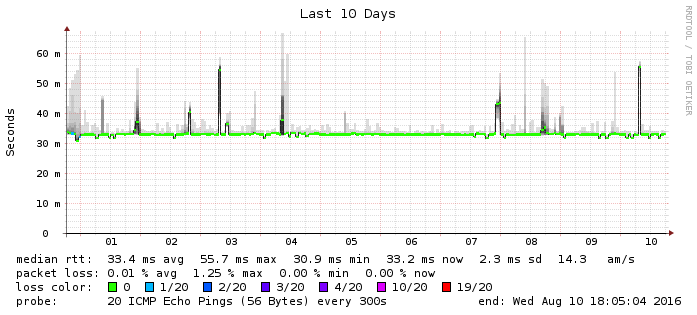 Last 10 Days
RRDTOOL / TOBI OETIKER
Seconds
60 m
50 m
40 m
30 m
20 m
10 m
0
01 02 03 04 05 06 07 08 09 10
median rtt: 33.4 ms avg 55.7 ms max 30.9 ms min 33.2 ms now 2.3 ms sd 14.3 am/s
packet loss: 0.01 % avg 1.25 % max 0.00 % min 0.00 % now
loss color: 0 1/20 2/20 3/20 4/20 10/20 19/20
probe: 20 ICMP Echo Pings (56 Bytes) every 300s end: Wed Aug 10 18:05:04 2016